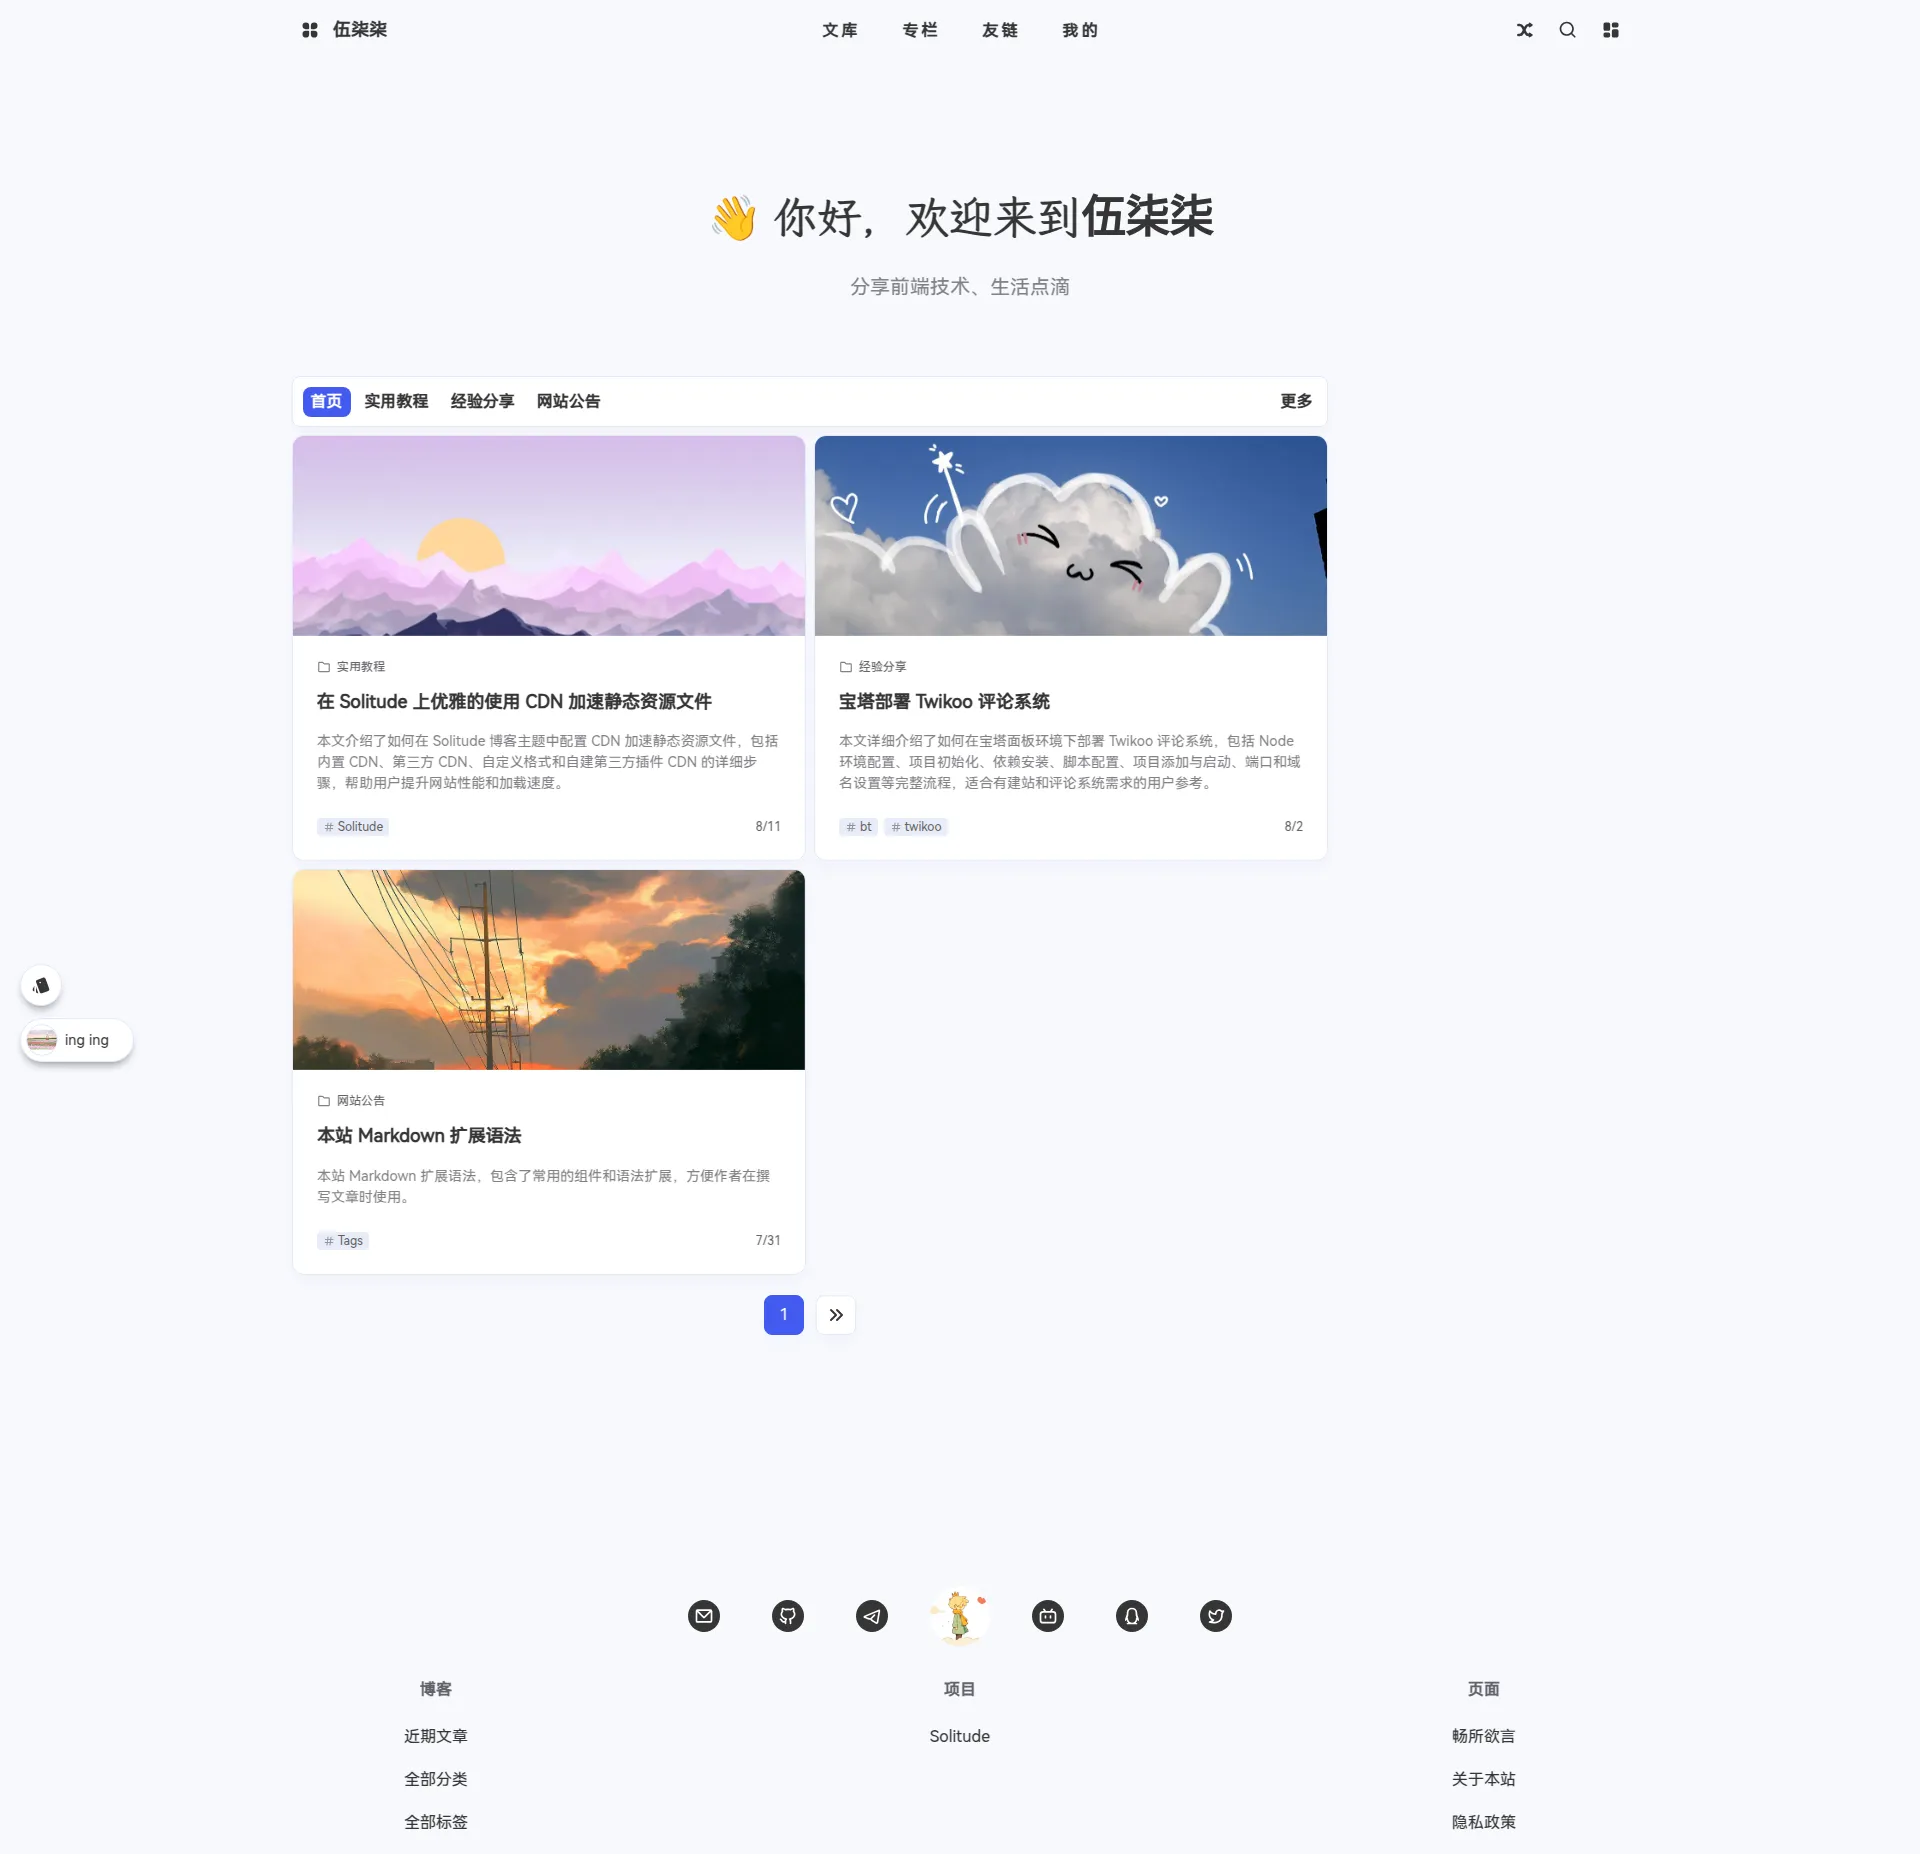 伍柒柒
文库 专栏 友链 我的
👋 你好，欢迎来到伍柒柒
分享前端技术、生活点滴
首页 实用教程 经验分享 网站公告 更多
实用教程
在 Solitude 上优雅的使用 CDN 加速静态资源文件
本文介绍了如何在 Solitude 博客主题中配置 CDN 加速静态资源文件，包括
内置 CDN、第三方 CDN、自定义格式和自建第三方插件 CDN 的详细步
骤，帮助用户提升网站性能和加载速度。
# Solitude 8/11
经验分享
宝塔部署 Twikoo 评论系统
本文详细介绍了如何在宝塔面板环境下部署 Twikoo 评论系统，包括 Node
环境配置、项目初始化、依赖安装、脚本配置、项目添加与启动、端口和域
名设置等完整流程，适合有建站和评论系统需求的用户参考。
# bt # twikoo 8/2
网站公告
本站 Markdown 扩展语法
本站 Markdown 扩展语法，包含了常用的组件和语法扩展，方便作者在撰
写文章时使用。
# Tags 7/31
ing ing
1
博客
近期文章
全部分类
全部标签
项目
Solitude
页面
畅所欲言
关于本站
隐私政策